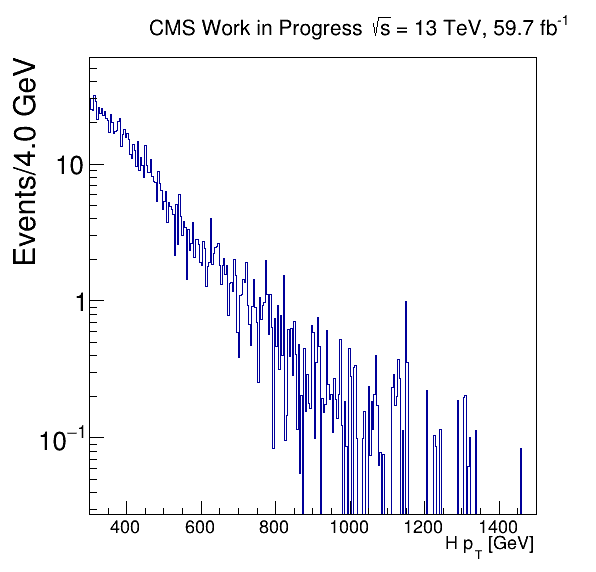 CMS Work in Progress √s = 13 TeV, 59.7 fb⁻¹
Events/4.0 GeV
10
1
10⁻¹
400 600 800 1000 1200 1400
H p_T [GeV]